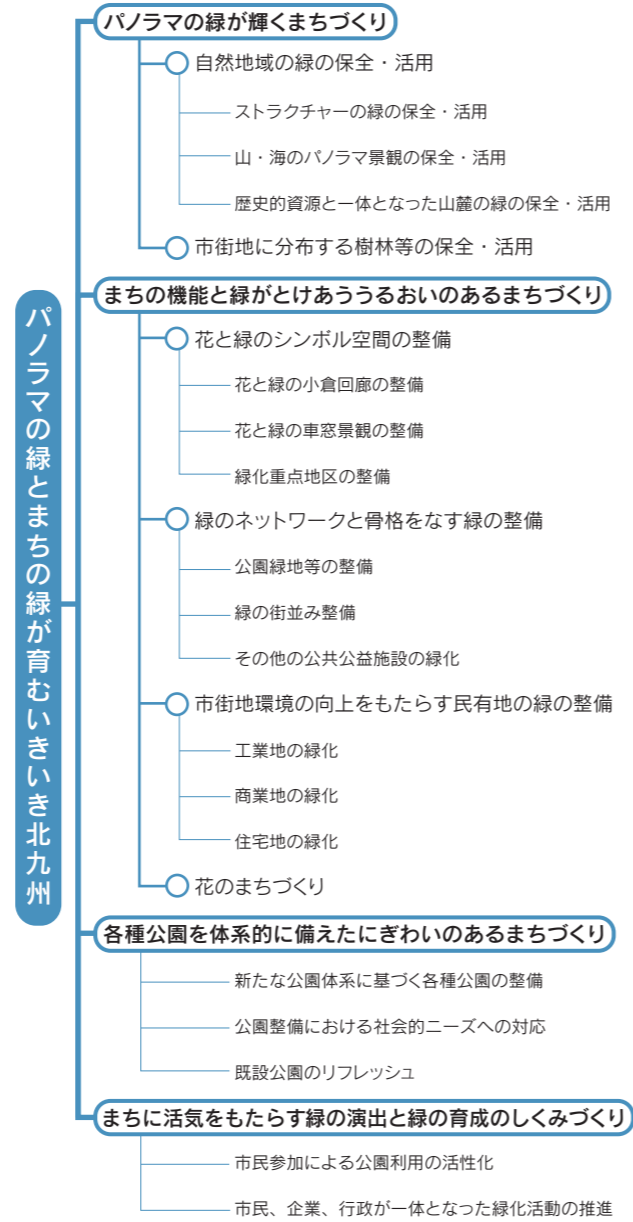 パノラマの緑とまちの緑が育むいきいき北九州
パノラマの緑が輝くまちづくり
自然地域の緑の保全・活用
ストラクチャーの緑の保全・活用
山・海のパノラマ景観の保全・活用
歴史的資源と一体となった山麓の緑の保全・活用
市街地に分布する樹林等の保全・活用
まちの機能と緑がとけあううるおいのあるまちづくり
花と緑のシンボル空間の整備
花と緑の小倉回廊の整備
花と緑の車窓景観の整備
緑化重点地区の整備
緑のネットワークと骨格をなす緑の整備
公園緑地等の整備
緑の街並み整備
その他の公共公益施設の緑化
市街地環境の向上をもたらす民有地の緑の整備
工業地の緑化
商業地の緑化
住宅地の緑化
花のまちづくり
各種公園を体系的に備えたにぎわいのあるまちづくり
新たな公園体系に基づく各種公園の整備
公園整備における社会的ニーズへの対応
既設公園のリフレッシュ
まちに活気をもたらす緑の演出と緑の育成のしくみづくり
市民参加による公園利用の活性化
市民、企業、行政が一体となった緑化活動の推進